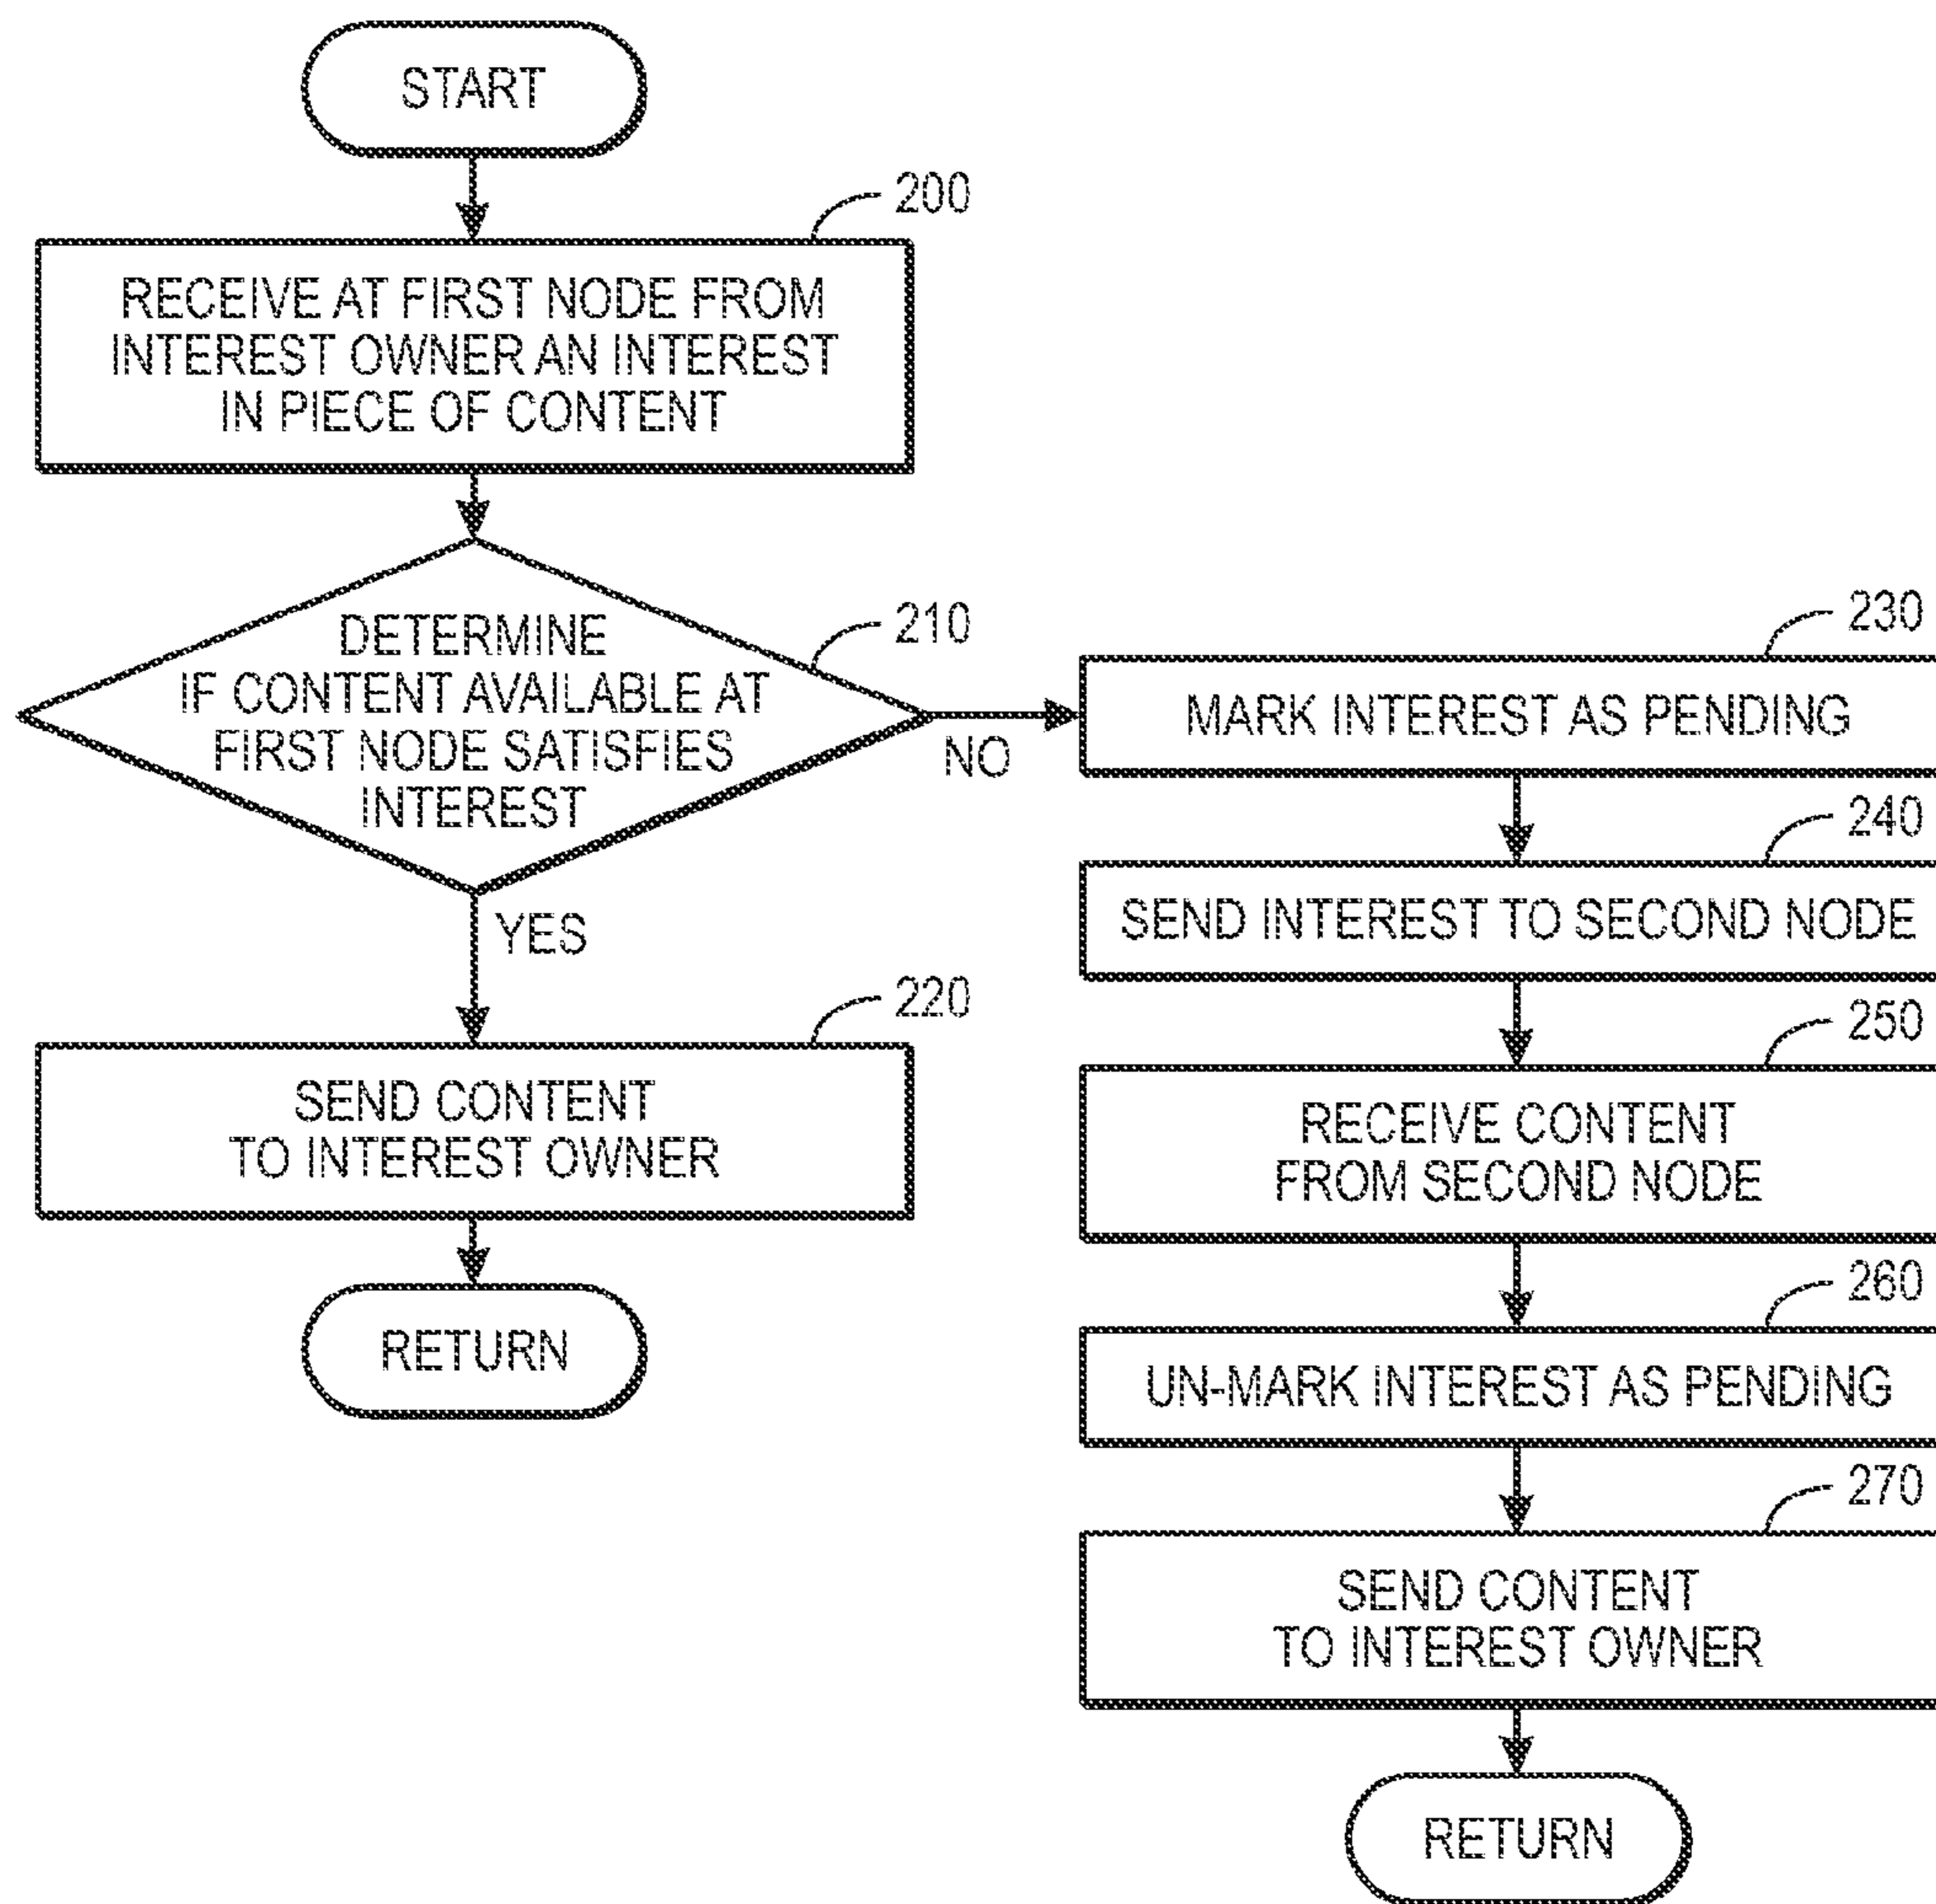 START
200
RECEIVE AT FIRST NODE FROM
INTEREST OWNER AN INTEREST
IN PIECE OF CONTENT
210
DETERMINE
IF CONTENT AVAILABLE AT
FIRST NODE SATISFIES
INTEREST
NO
YES
220
SEND CONTENT
TO INTEREST OWNER
RETURN
230
MARK INTEREST AS PENDING
240
SEND INTEREST TO SECOND NODE
250
RECEIVE CONTENT
FROM SECOND NODE
260
UN-MARK INTEREST AS PENDING
270
SEND CONTENT
TO INTEREST OWNER
RETURN